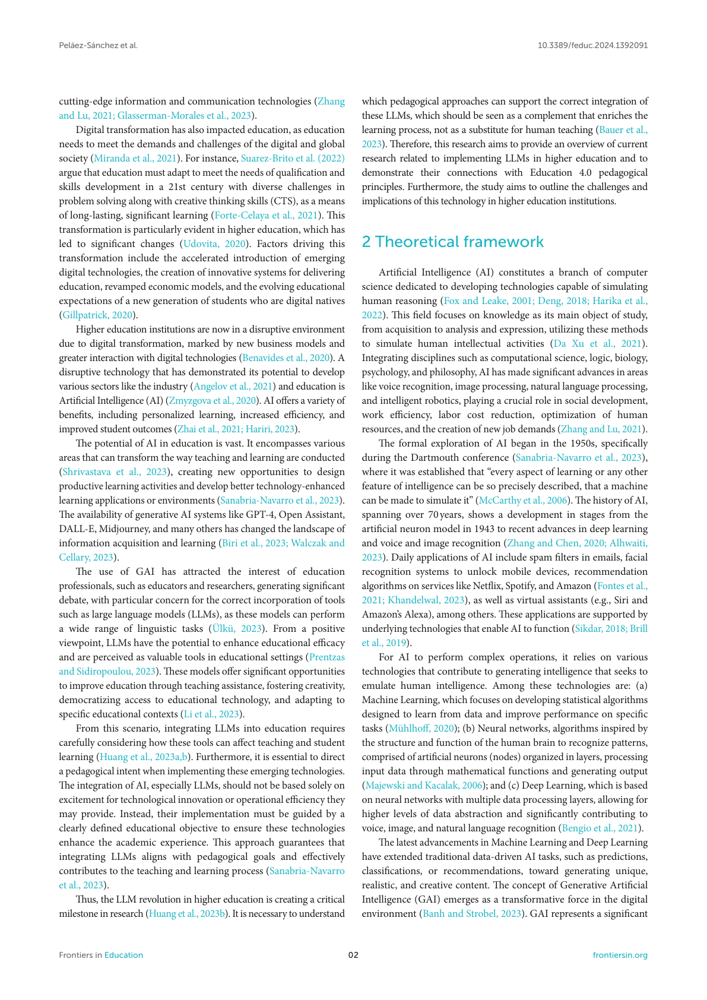 Peláez-Sánchez et al.
10.3389/feduc.2024.1392091
cutting-edge information and communication technologies (Zhang
and Lu, 2021; Glasserman-Morales et al., 2023).
Digital transformation has also impacted education, as education
needs to meet the demands and challenges of the digital and global
society (Miranda et al., 2021). For instance, Suarez-Brito et al. (2022)
argue that education must adapt to meet the needs of qualification and
skills development in a 21st century with diverse challenges in
problem solving along with creative thinking skills (CTS), as a means
of long-lasting, significant learning (Forte-Celaya et al., 2021). This
transformation is particularly evident in higher education, which has
led to significant changes (Udovita, 2020). Factors driving this
transformation include the accelerated introduction of emerging
digital technologies, the creation of innovative systems for delivering
education, revamped economic models, and the evolving educational
expectations of a new generation of students who are digital natives
(Gillpatrick, 2020).
Higher education institutions are now in a disruptive environment
due to digital transformation, marked by new business models and
greater interaction with digital technologies (Benavides et al., 2020). A
disruptive technology that has demonstrated its potential to develop
various sectors like the industry (Angelov et al., 2021) and education is
Artificial Intelligence (AI) (Zmyzgova et al., 2020). AI offers a variety of
benefits, including personalized learning, increased efficiency, and
improved student outcomes (Zhai et al., 2021; Hariri, 2023).
The potential of AI in education is vast. It encompasses various
areas that can transform the way teaching and learning are conducted
(Shrivastava et al., 2023), creating new opportunities to design
productive learning activities and develop better technology-enhanced
learning applications or environments (Sanabria-Navarro et al., 2023).
The availability of generative AI systems like GPT-4, Open Assistant,
DALL-E, Midjourney, and many others has changed the landscape of
information acquisition and learning (Biri et al., 2023; Walczak and
Cellary, 2023).
The use of GAI has attracted the interest of education
professionals, such as educators and researchers, generating significant
debate, with particular concern for the correct incorporation of tools
such as large language models (LLMs), as these models can perform
a wide range of linguistic tasks (Ülkü, 2023). From a positive
viewpoint, LLMs have the potential to enhance educational efficacy
and are perceived as valuable tools in educational settings (Prentzas
and Sidiropoulou, 2023). These models offer significant opportunities
to improve education through teaching assistance, fostering creativity,
democratizing access to educational technology, and adapting to
specific educational contexts (Li et al., 2023).
From this scenario, integrating LLMs into education requires
carefully considering how these tools can affect teaching and student
learning (Huang et al., 2023a,b). Furthermore, it is essential to direct
a pedagogical intent when implementing these emerging technologies.
The integration of AI, especially LLMs, should not be based solely on
excitement for technological innovation or operational efficiency they
may provide. Instead, their implementation must be guided by a
clearly defined educational objective to ensure these technologies
enhance the academic experience. This approach guarantees that
integrating LLMs aligns with pedagogical goals and effectively
contributes to the teaching and learning process (Sanabria-Navarro
et al., 2023).
Thus, the LLM revolution in higher education is creating a critical
milestone in research (Huang et al., 2023b). It is necessary to understand
which pedagogical approaches can support the correct integration of
these LLMs, which should be seen as a complement that enriches the
learning process, not as a substitute for human teaching (Bauer et al.,
2023). Therefore, this research aims to provide an overview of current
research related to implementing LLMs in higher education and to
demonstrate their connections with Education 4.0 pedagogical
principles. Furthermore, the study aims to outline the challenges and
implications of this technology in higher education institutions.
2 Theoretical framework
Artificial Intelligence (AI) constitutes a branch of computer
science dedicated to developing technologies capable of simulating
human reasoning (Fox and Leake, 2001; Deng, 2018; Harika et al.,
2022). This field focuses on knowledge as its main object of study,
from acquisition to analysis and expression, utilizing these methods
to simulate human intellectual activities (Da Xu et al., 2021).
Integrating disciplines such as computational science, logic, biology,
psychology, and philosophy, AI has made significant advances in areas
like voice recognition, image processing, natural language processing,
and intelligent robotics, playing a crucial role in social development,
work efficiency, labor cost reduction, optimization of human
resources, and the creation of new job demands (Zhang and Lu, 2021).
The formal exploration of AI began in the 1950s, specifically
during the Dartmouth conference (Sanabria-Navarro et al., 2023),
where it was established that “every aspect of learning or any other
feature of intelligence can be so precisely described, that a machine
can be made to simulate it” (McCarthy et al., 2006). The history of AI,
spanning over 70 years, shows a development in stages from the
artificial neuron model in 1943 to recent advances in deep learning
and voice and image recognition (Zhang and Chen, 2020; Alhwaiti,
2023). Daily applications of AI include spam filters in emails, facial
recognition systems to unlock mobile devices, recommendation
algorithms on services like Netflix, Spotify, and Amazon (Fontes et al.,
2021; Khandelwal, 2023), as well as virtual assistants (e.g., Siri and
Amazon’s Alexa), among others. These applications are supported by
underlying technologies that enable AI to function (Sikdar, 2018; Brill
et al., 2019).
For AI to perform complex operations, it relies on various
technologies that contribute to generating intelligence that seeks to
emulate human intelligence. Among these technologies are: (a)
Machine Learning, which focuses on developing statistical algorithms
designed to learn from data and improve performance on specific
tasks (Mühlhoff, 2020); (b) Neural networks, algorithms inspired by
the structure and function of the human brain to recognize patterns,
comprised of artificial neurons (nodes) organized in layers, processing
input data through mathematical functions and generating output
(Majewski and Kacalak, 2006); and (c) Deep Learning, which is based
on neural networks with multiple data processing layers, allowing for
higher levels of data abstraction and significantly contributing to
voice, image, and natural language recognition (Bengio et al., 2021).
The latest advancements in Machine Learning and Deep Learning
have extended traditional data-driven AI tasks, such as predictions,
classifications, or recommendations, toward generating unique,
realistic, and creative content. The concept of Generative Artificial
Intelligence (GAI) emerges as a transformative force in the digital
environment (Banh and Strobel, 2023). GAI represents a significant
Frontiers in Education
02
frontiersin.org